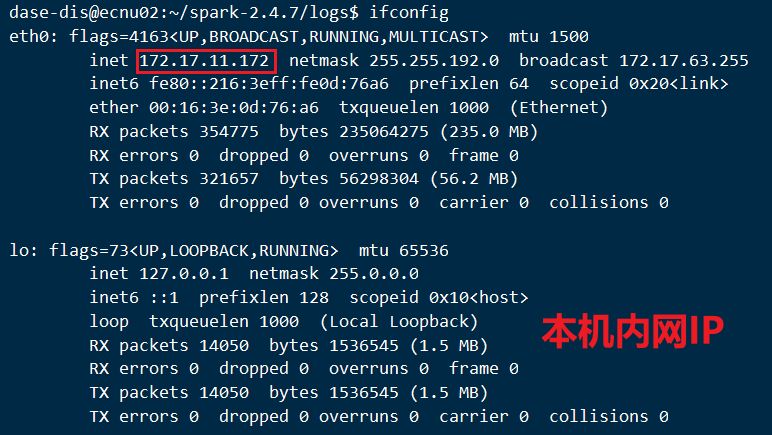 dase-dis@ecnu02:~/spark-2.4.7/logs$ ifconfig
eth0: flags=4163<UP,BROADCAST,RUNNING,MULTICAST>  mtu 1500
inet 172.17.11.172  netmask 255.255.192.0  broadcast 172.17.63.255
inet6 fe80::216:3eff:fe0d:76a6  prefixlen 64  scopeid 0x20<link>
ether 00:16:3e:0d:76:a6  txqueuelen 1000  (Ethernet)
RX packets 354775  bytes 235064275 (235.0 MB)
RX errors 0  dropped 0  overruns 0  frame 0
TX packets 321657  bytes 56298304 (56.2 MB)
TX errors 0  dropped 0 overruns 0  carrier 0  collisions 0
lo: flags=73<UP,LOOPBACK,RUNNING>  mtu 65536
inet 127.0.0.1  netmask 255.0.0.0
inet6 ::1  prefixlen 128  scopeid 0x10<host>
loop  txqueuelen 1000  (Local Loopback)
本机内网IP
RX packets 14050  bytes 1536545 (1.5 MB)
RX errors 0  dropped 0  overruns 0  frame 0
TX packets 14050  bytes 1536545 (1.5 MB)
TX errors 0  dropped 0 overruns 0  carrier 0  collisions 0